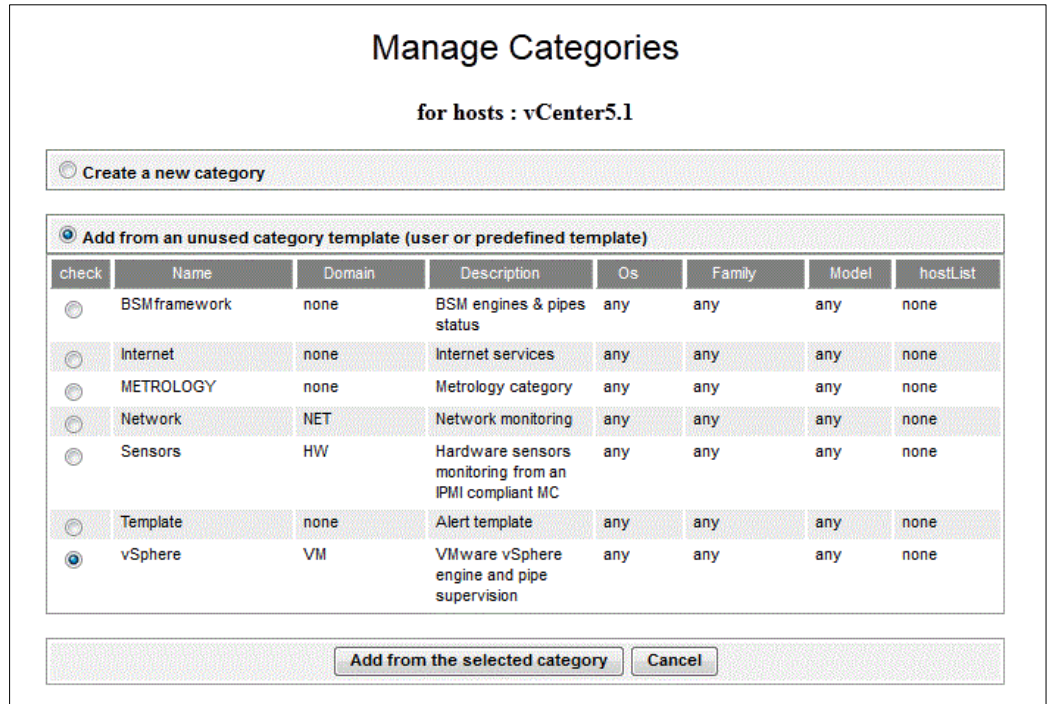 Manage Categories
for hosts : vCenter5.1
Create a new category
Add from an unused category template (user or predefined template)
check Name Domain Description Os Family Model hostList
BSMframework none BSM engines & pipes any any any none
status
Internet none Internet services any any any none
METROLOGY none Metrology category any any any none
Network NET Network monitoring any any any none
Sensors HW Hardware sensors any any any none
monitoring from an
IPMI compliant MC
Template none Alert template any any any none
vSphere VM VMware vSphere any any any none
engine and pipe
supervision
Add from the selected category Cancel